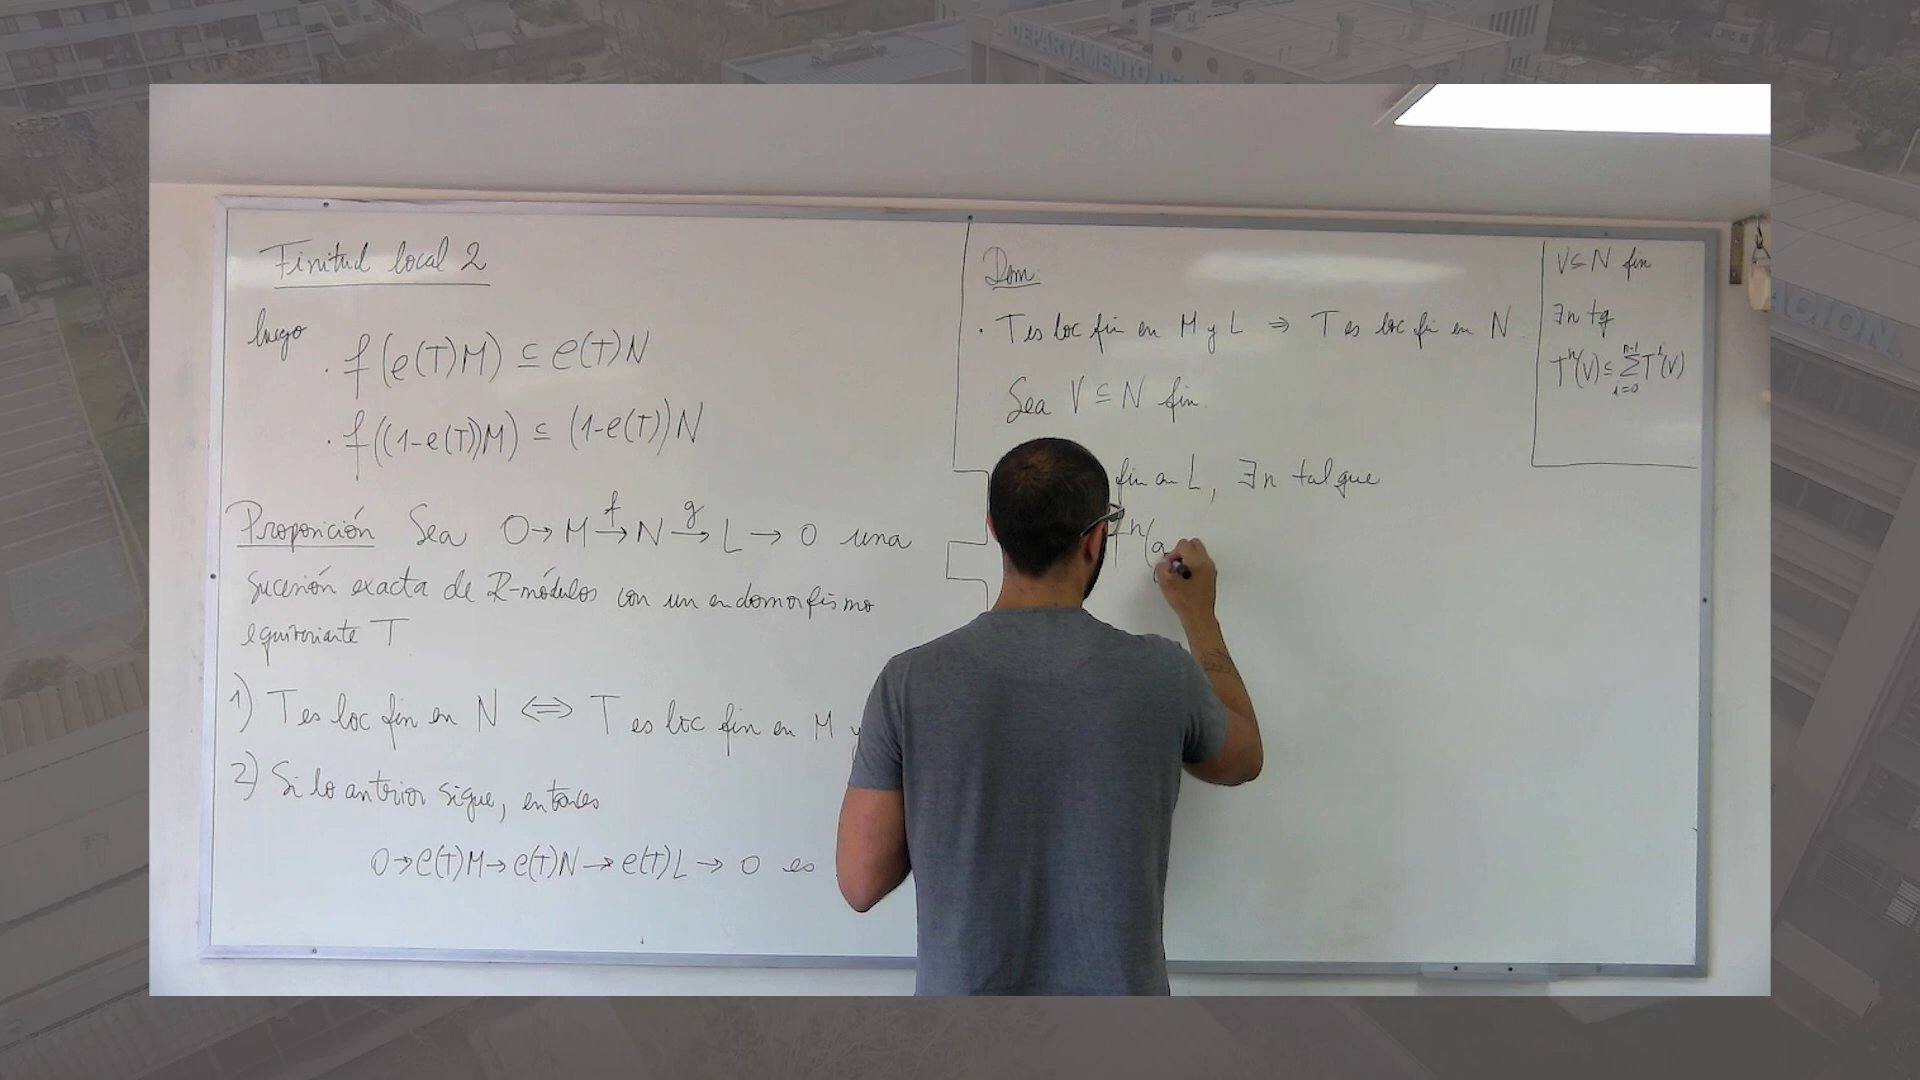 DEPARTAMENTO DE
ACION
Finitud local 2
luego
· f(e(T)M) ⊆ e(T)N
· f((1-e(T))M) ⊆ (1-e(T))N
Proposición Sea 0 → M →f N →g L → 0 una
sucesión exacta de R-módulos con un endomorfismo
equivariante T
1) T es loc fin en N ⟺ T es loc fin en M y
2) Si lo anterior sigue, entonces
0 → e(T)M → e(T)N → e(T)L → 0 es
Dem.
· T es loc fin en M y L ⇒ T es loc fin en N
Sea V ⊆ N fin
fin en L, ∃n tal que
T^n(g
V ⊆ N fin
∃n tq
T^n(V) ⊆ ∑_{i=0}^{n-1} T^i(V)